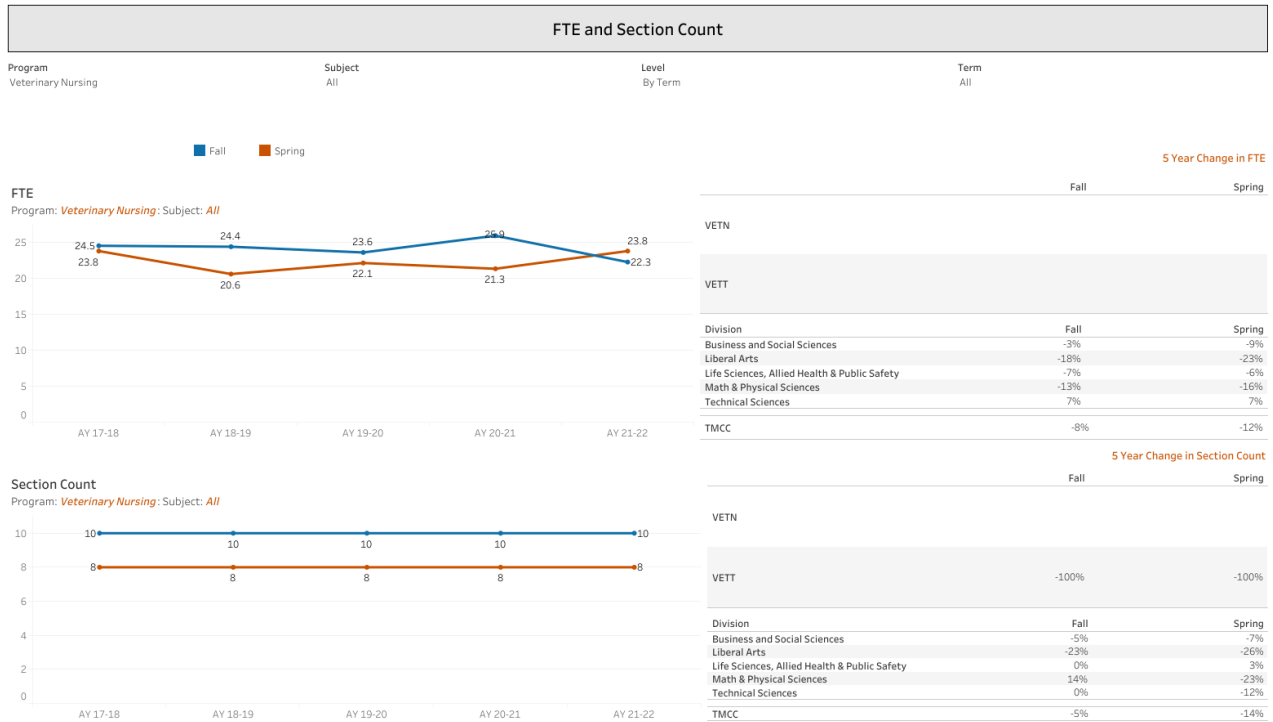 FTE and Section Count
Program Subject Level Term
Veterinary Nursing All By Term All
Fall Spring
5 Year Change in FTE
FTE
Program: Veterinary Nursing: Subject: All
25
20
15
10
5
0
24.5 24.4 23.6 25.9 22.3
23.8 20.6 22.1 21.3 23.8
AY 17-18 AY 18-19 AY 19-20 AY 20-21 AY 21-22
Fall Spring
VETN
VETT
Division Fall Spring
Business and Social Sciences -3% -9%
Liberal Arts -18% -23%
Life Sciences, Allied Health & Public Safety -7% -6%
Math & Physical Sciences -13% -16%
Technical Sciences 7% 7%
TMCC -8% -12%
5 Year Change in Section Count
Section Count
Program: Veterinary Nursing: Subject: All
10
8
6
4
2
0
10 10 10 10 10
8 8 8 8 8
AY 17-18 AY 18-19 AY 19-20 AY 20-21 AY 21-22
Fall Spring
VETN
VETT -100% -100%
Division Fall Spring
Business and Social Sciences -5% -7%
Liberal Arts -23% -26%
Life Sciences, Allied Health & Public Safety 0% 3%
Math & Physical Sciences 14% -23%
Technical Sciences 0% -12%
TMCC -5% -14%